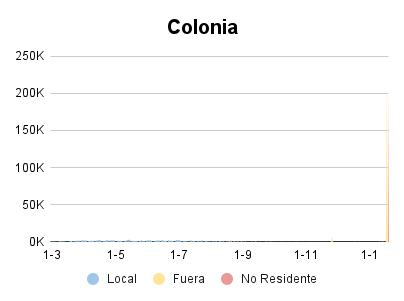 Colonia
250K
200K
150K
100K
50K
0K
1-3 1-5 1-7 1-9 1-11 1-1
Local Fuera No Residente